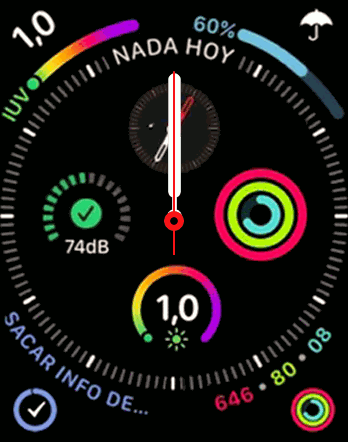 1,0
60%
IUV
NADA HOY
74dB
1,0
SACAR INFO DE...
646 • 80 • 08